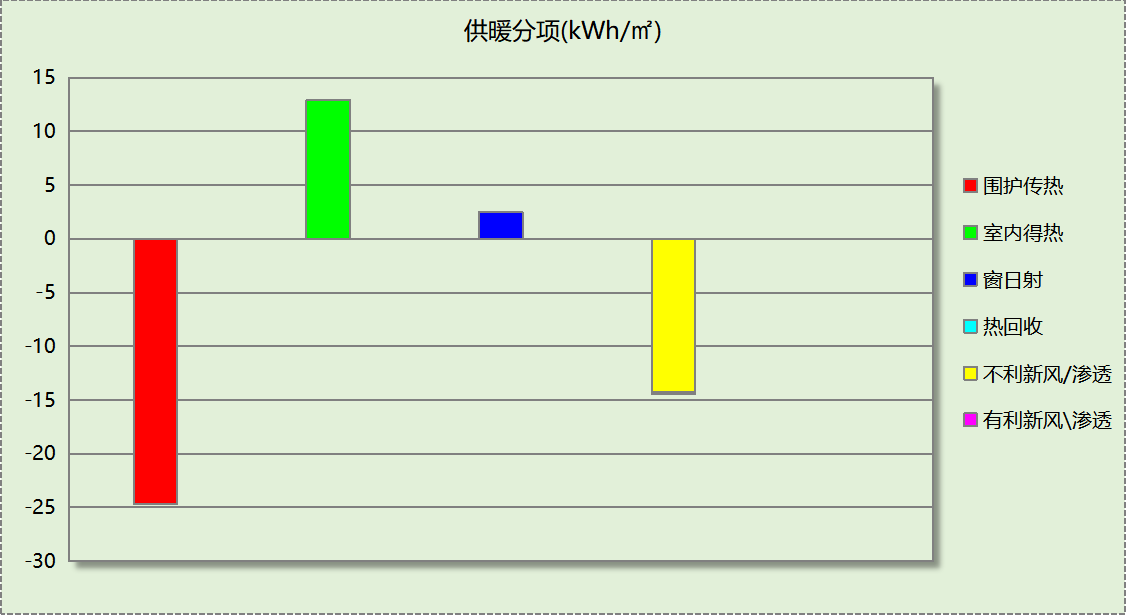 供暖分项(kWh/㎡)
15
10
5
0
-5
-10
-15
-20
-25
-30
围护传热
室内得热
窗日射
热回收
不利新风/渗透
有利新风\渗透